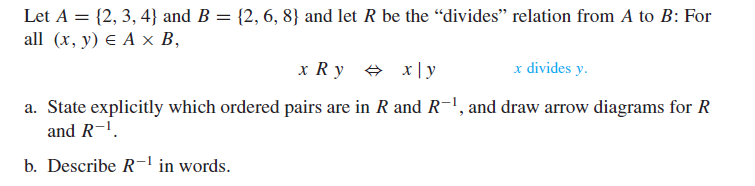 Let A = {2, 3, 4} and B = {2, 6, 8} and let R be the “divides” relation from A to B: For
all (x, y) ∈ A × B,
x R y ⇔ x | y x divides y.
a. State explicitly which ordered pairs are in R and R⁻¹, and draw arrow diagrams for R
and R⁻¹.
b. Describe R⁻¹ in words.